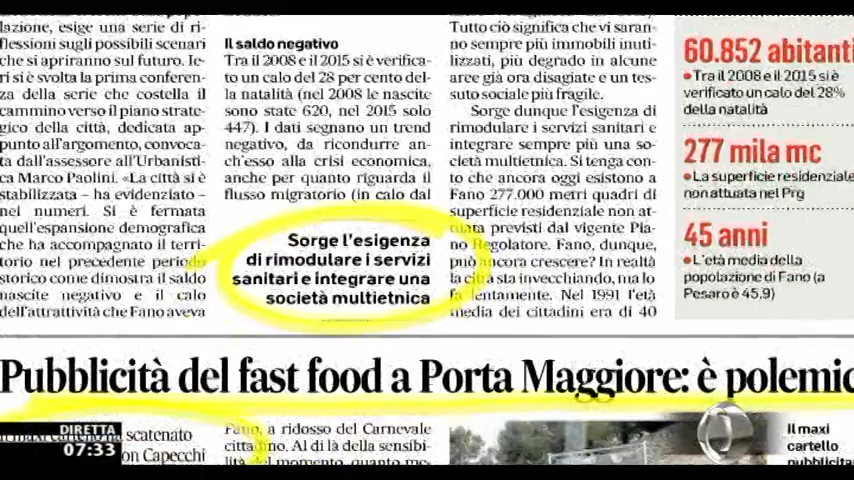 lazione, esige una serie di ri-
flessioni sugli possibili scenari
che si apriranno sul futuro. Ie-
ri si è svolta la prima conferen-
za della serie che costella il
cammino verso il piano strate-
gico della città, dedicata ap-
punto all'argomento, convoca-
ta dall'assessore all'Urbanisti-
ca Marco Paolini. «La città si è
stabilizzata – ha evidenziato –
nei numeri. Si è fermata
quell'espansione demografica
che ha accompagnato il terri-
torio nel precedente periodo
storico come dimostra il saldo
nascite negativo e il calo
dell'attrattività che Fano aveva
Il saldo negativo
Tra il 2008 e il 2015 si è verifica-
to un calo del 28 per cento del-
la natalità (nel 2008 le nascite
sono state 620, nel 2015 solo
447). I dati segnano un trend
negativo, da ricondurre an-
ch'esso alla crisi economica,
anche per quanto riguarda il
flusso migratorio (in calo dal
Sorge l'esigenza
di rimodulare i servizi
sanitari e integrare una
società multietnica
Tutto ciò significa che vi saran-
no sempre più immobili inuti-
lizzati, più degrado in alcune
aree già ora disagiate e un tes-
suto sociale più fragile.
Sorge dunque l'esigenza di
rimodulare i servizi sanitari e
integrare sempre più una so-
cietà multietnica. Si tenga con-
to che ancora oggi esistono a
Fano 277.000 metri quadri di
superficie residenziale non at-
tuata previsti dal vigente Pia-
no Regolatore. Fano, dunque,
può ancora crescere? In realtà
la città sta invecchiando, ma lo
fa lentamente. Nel 1991 l'età
media dei cittadini era di 40
60.852 abitanti
•Tra il 2008 e il 2015 si è
verificato un calo del 28%
della natalità
277 mila mc
•La superficie residenziale
non attuata nel Prg
45 anni
•L'età media della
popolazione di Fano (a
Pesaro è 45,9)
Pubblicità del fast food a Porta Maggiore: è polemic
Il maxi cartello ha scatenato
on Capecchi
Fano, a ridosso del Carnevale
cittadino. Al di là della sensibi-
lità del momento, quanto me-
Il maxi
cartello
pubblicita
DIRETTA
07:33